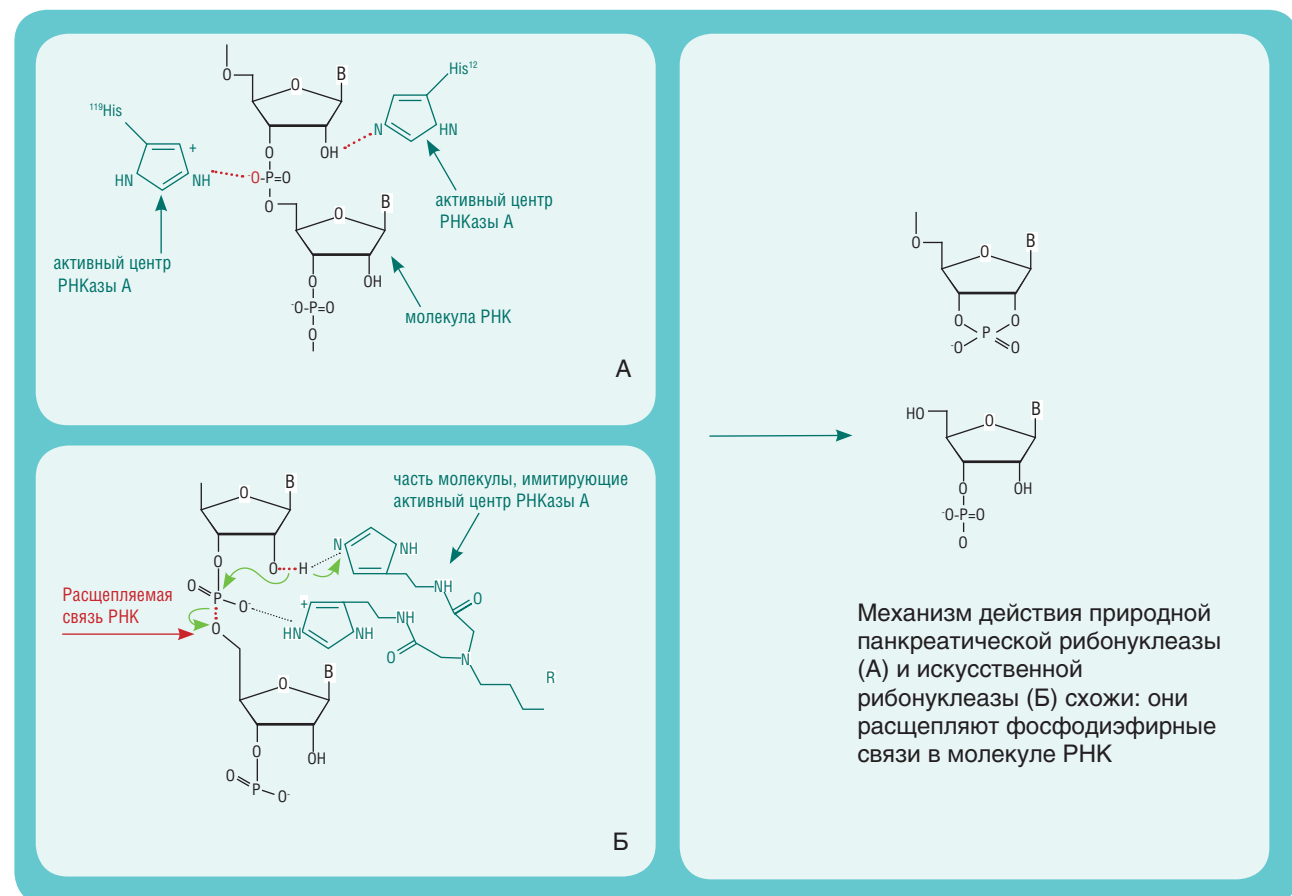 O
O
B
His¹²
¹¹⁹His
N
HN
O
OH
+
HN
NH
⁻O-P=O
O
O
B
активный центр
РНКазы А
активный центр
РНКазы А
O
OH
⁻O-P=O
O
молекула РНК
А
O
B
часть молекулы, имитирующие
активный центр РНКазы А
O
O
H
N
NH
NH
O
O
P
O⁻
Расщепляемая
связь РНК
O
+
HN
NH
NH
O
N
R
O
B
O
OH
O
P
O⁻
Б
O
O
B
O
O
P
⁻O
O
HO
O
B
O
OH
⁻O-P=O
O
Механизм действия природной
панкреатической рибонуклеазы
(А) и искусственной
рибонуклеазы (Б) схожи: они
расщепляют фосфодиэфирные
связи в молекуле РНК